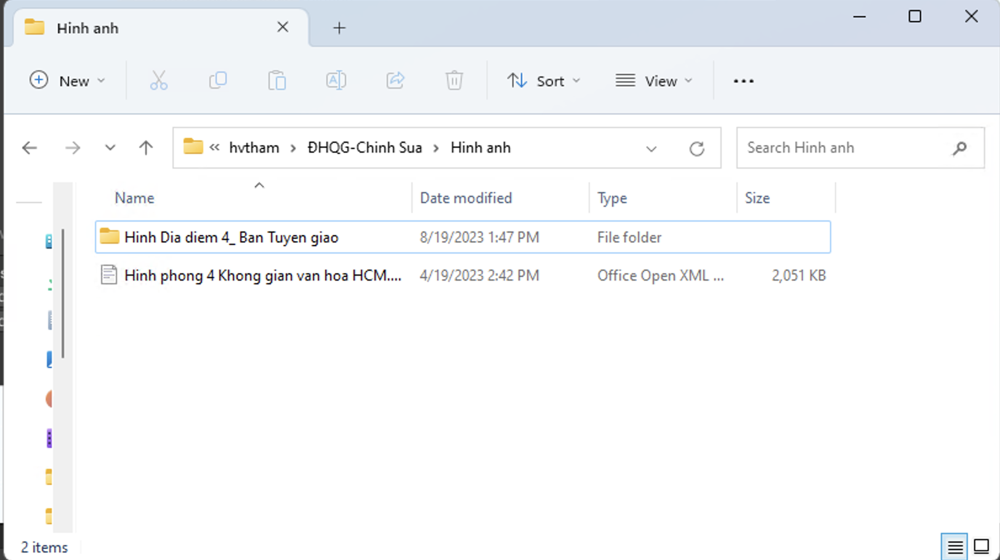 Hinh anh
New
Sort
View
hvtham > ĐHQG-Chinh Sua > Hinh anh
Search Hinh anh
Name Date modified Type Size
Hinh Dia diem 4_ Ban Tuyen giao 8/19/2023 1:47 PM File folder
Hinh phong 4 Khong gian van hoa HCM.... 4/19/2023 2:42 PM Office Open XML ... 2,051 KB
2 items